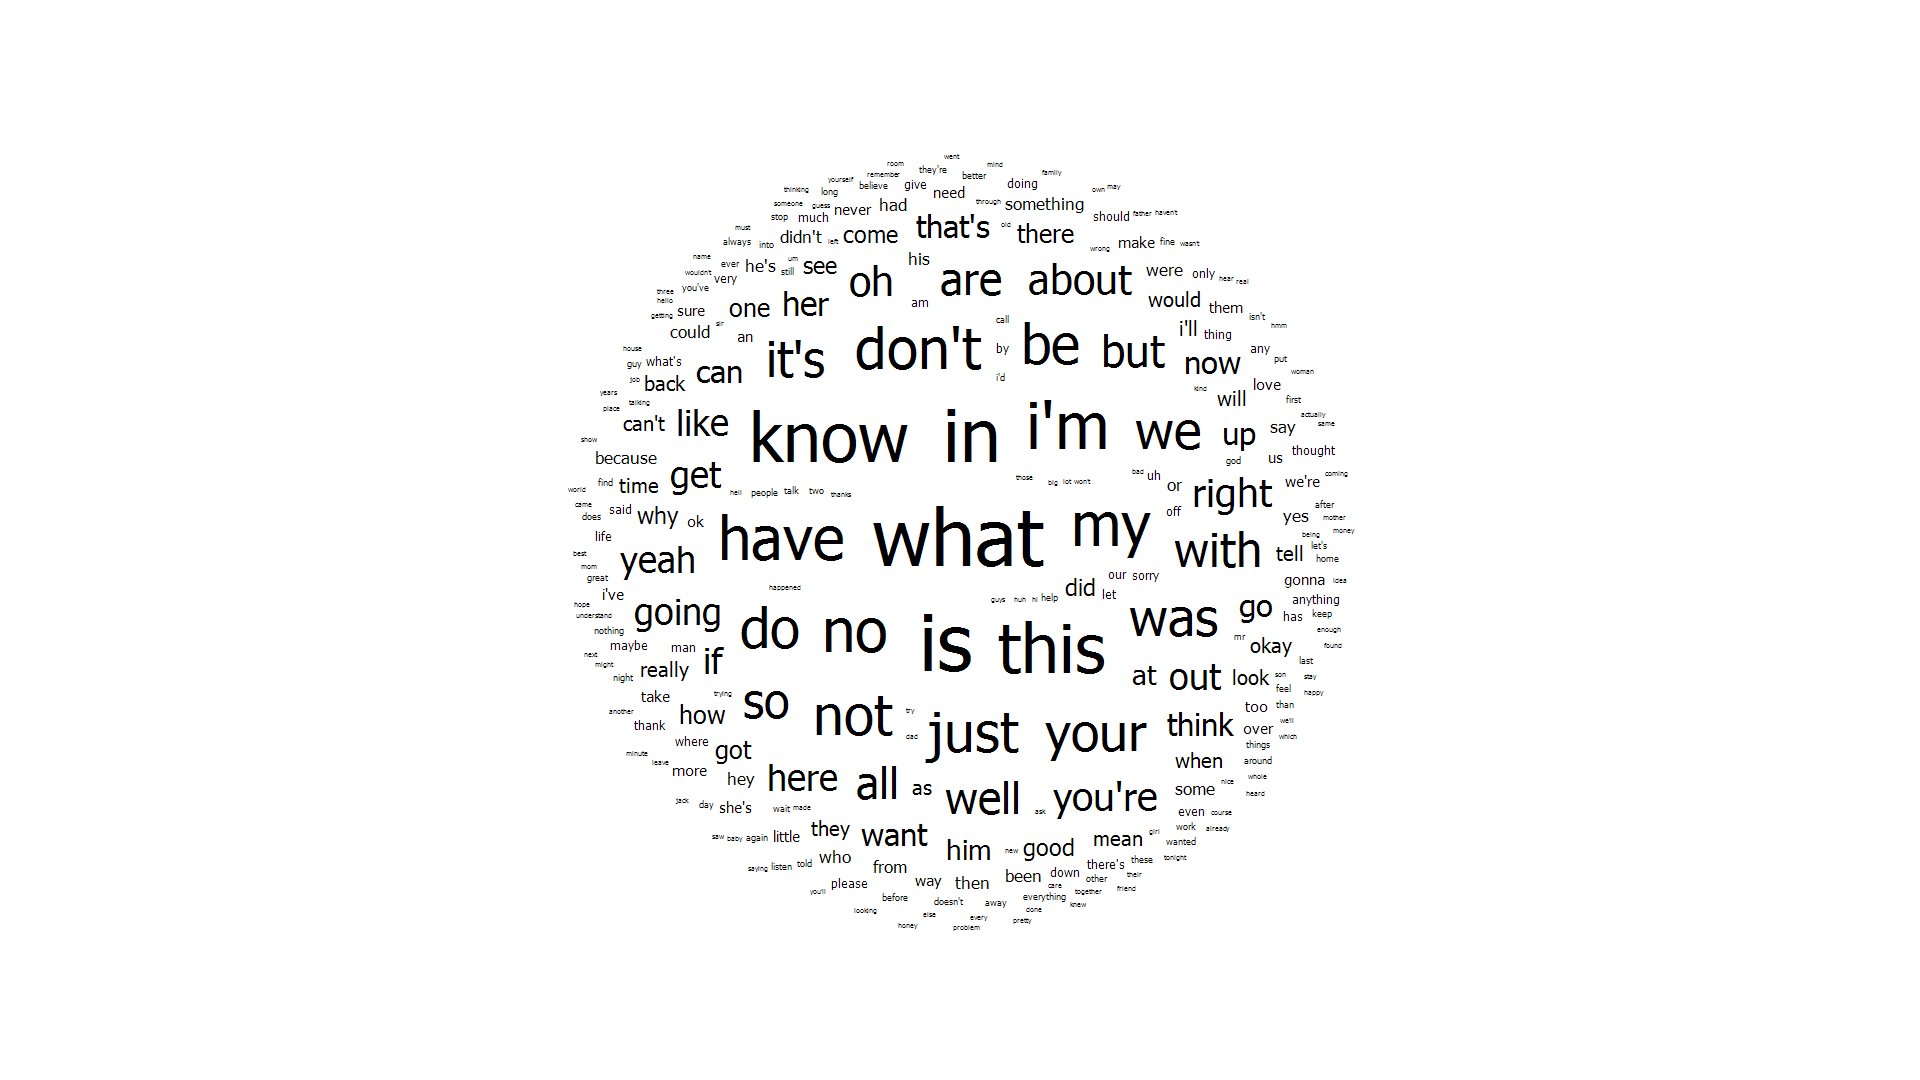 went
room they're mind
remember better family
yourself believe give need doing own may
thinking long
someone guess never had through something should father haven't
stop much
must didn't left come that's old there wrong make fine wasn't
always into
name ever he's um still see his oh are about were only hear real
wouldn't very
three you've one her am would them
hello
getting sure sir call i'll isn't hmm
could an it's don't by be but thing
house now any put
guy what's can i'd woman
job back kind love
years will first
place talking know in i'm we actually
can't like up say same
show because god us thought
get those big lot won't bad uh or right we're coming
world find time hell people talk two thanks
came does said why ok have what my off yes after mother
life with being money
best yeah tell let's home
mom great happened our sorry gonna idea
i've guys huh hi help did let anything
hope going was go has keep
understand
nothing do no is this mr okay enough
maybe man found
next might really if at out look last
night son stay
take trying so not feel happy
another how try just your think too than
thank dad over we'll
where got things which
minute leave more hey here all when around
whole
jack day she's wait made as well ask you're some nice heard
even course
saw baby again little they want girl work already
him new good mean wanted
saying listen told who from there's these tonight
please way then been down other their
you'll before care together friend
doesn't away everything
looking else every done knew
honey problem pretty